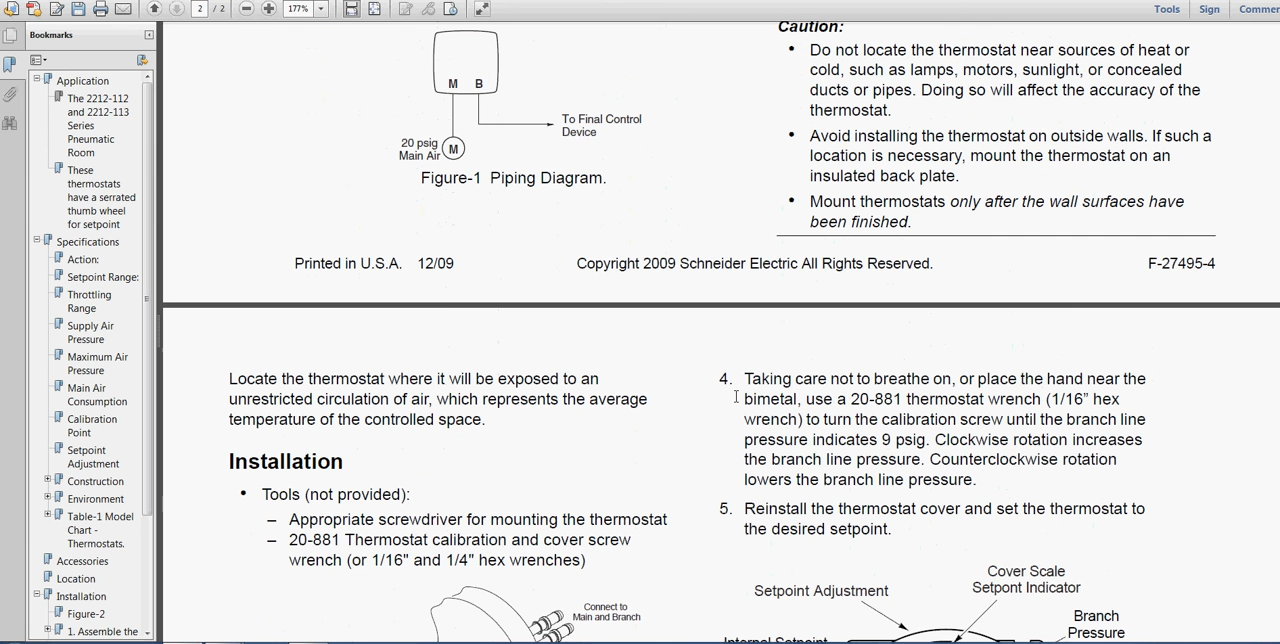 2 / 2
177%
Tools
Sign
Commer
Bookmarks
Application
The 2212-112
and 2212-113
Series
Pneumatic
Room
These
thermostats
have a serrated
thumb wheel
for setpoint
Specifications
Action:
Setpoint Range:
Throttling
Range
Supply Air
Pressure
Maximum Air
Pressure
Main Air
Consumption
Calibration
Point
Setpoint
Adjustment
Construction
Environment
Table-1 Model
Chart -
Thermostats.
Accessories
Location
Installation
Figure-2
1. Assemble the
M B
To Final Control
Device
20 psig
Main Air
M
Figure-1 Piping Diagram.
Caution:
• Do not locate the thermostat near sources of heat or
cold, such as lamps, motors, sunlight, or concealed
ducts or pipes. Doing so will affect the accuracy of the
thermostat.
• Avoid installing the thermostat on outside walls. If such a
location is necessary, mount the thermostat on an
insulated back plate.
• Mount thermostats only after the wall surfaces have
been finished.
Printed in U.S.A. 12/09
Copyright 2009 Schneider Electric All Rights Reserved.
F-27495-4
Locate the thermostat where it will be exposed to an
unrestricted circulation of air, which represents the average
temperature of the controlled space.
Installation
• Tools (not provided):
– Appropriate screwdriver for mounting the thermostat
– 20-881 Thermostat calibration and cover screw
wrench (or 1/16" and 1/4" hex wrenches)
Connect to
Main and Branch
4. Taking care not to breathe on, or place the hand near the
bimetal, use a 20-881 thermostat wrench (1/16” hex
wrench) to turn the calibration screw until the branch line
pressure indicates 9 psig. Clockwise rotation increases
the branch line pressure. Counterclockwise rotation
lowers the branch line pressure.
5. Reinstall the thermostat cover and set the thermostat to
the desired setpoint.
Cover Scale
Setpoint Indicator
Setpoint Adjustment
Branch
Pressure
Internal Setpoint